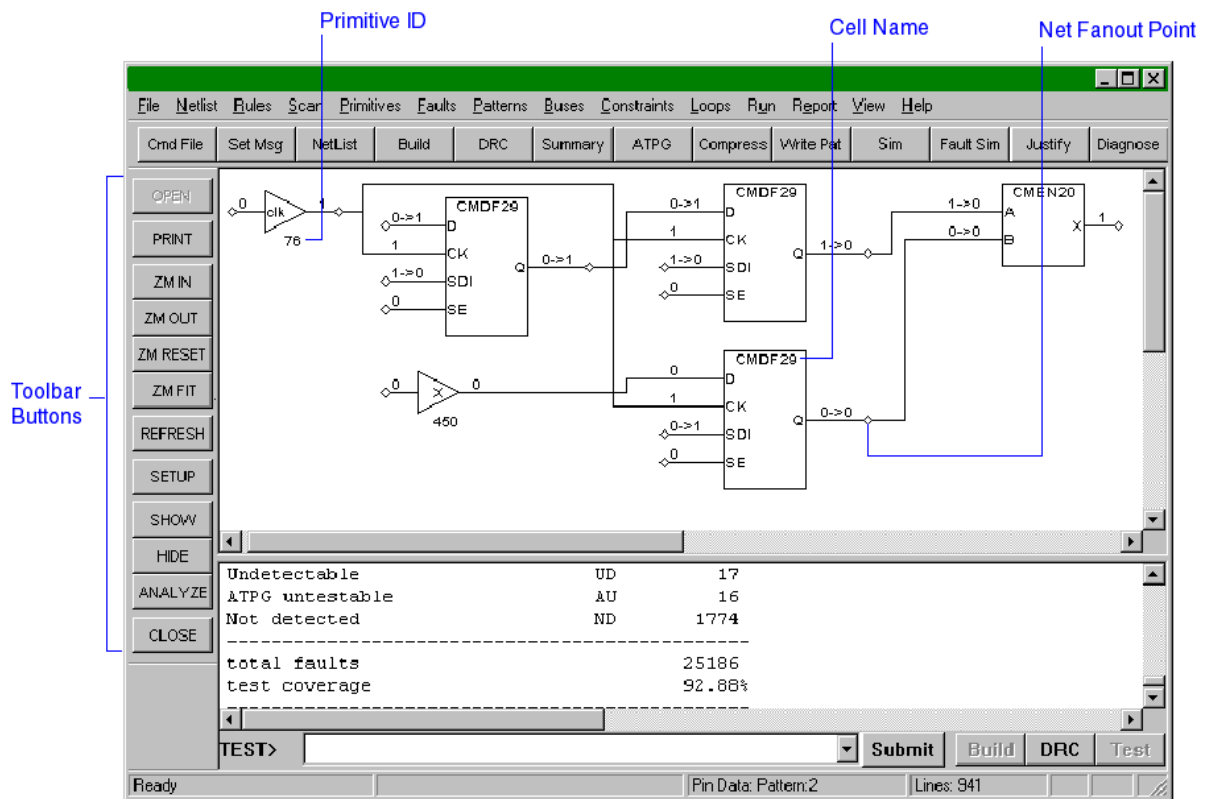 Primitive ID
Cell Name
Net Fanout Point
File Netlist Rules Scan Primitives Faults Patterns Buses Constraints Loops Run Report View Help
Cmd File Set Msg NetList Build DRC Summary ATPG Compress Write Pat Sim Fault Sim Justify Diagnose
Toolbar
Buttons
OPEN
PRINT
ZM IN
ZM OUT
ZM RESET
ZM FIT
REFRESH
SETUP
SHOW
HIDE
ANALYZE
CLOSE
0 clk 1
76
CMDF29
0->1 D
1 CK
1->0 SDI
0 SE
Q 0->1
CMDF29
0->1 D
1 CK
1->0 SDI
0 SE
Q 1->0
CMEN20
1->0 A
0->0 B
X 1
0 X 0
450
CMDF29
0 D
1 CK
0->1 SDI
0 SE
Q 0->0
Undetectable UD 17
ATPG untestable AU 16
Not detected ND 1774
-----------------------------------------------
total faults 25186
test coverage 92.88%
-----------------------------------------------
TEST> Submit Build DRC Test
Ready Pin Data: Pattern:2 Lines: 941